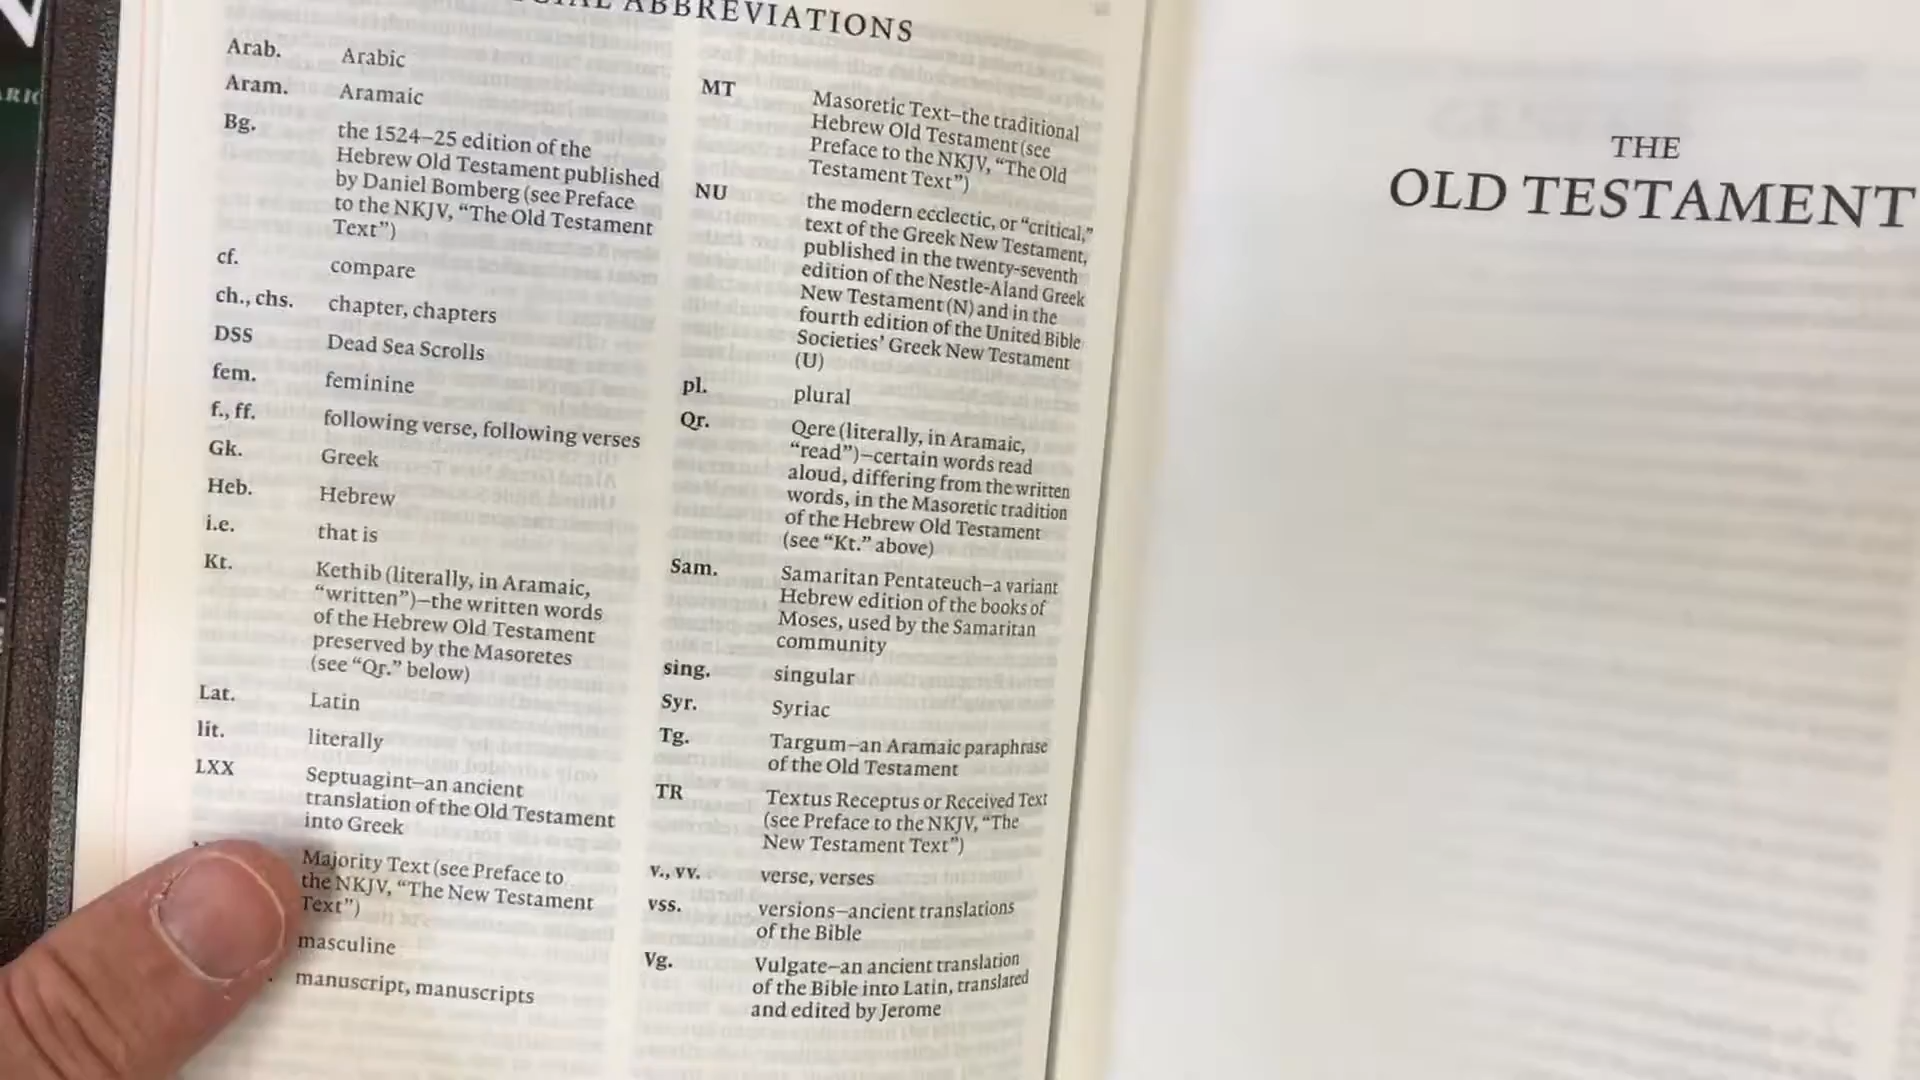 ABBREVIATIONS
Arab. Arabic
Aram. Aramaic
Bg. the 1524–25 edition of the
Hebrew Old Testament published
by Daniel Bomberg (see Preface
to the NKJV, “The Old Testament
Text”)
cf. compare
ch., chs. chapter, chapters
DSS Dead Sea Scrolls
fem. feminine
f., ff. following verse, following verses
Gk. Greek
Heb. Hebrew
i.e. that is
Kt. Kethib (literally, in Aramaic,
“written”)–the written words
of the Hebrew Old Testament
preserved by the Masoretes
(see “Qr.” below)
Lat. Latin
lit. literally
LXX Septuagint–an ancient
translation of the Old Testament
into Greek
Majority Text (see Preface to
the NKJV, “The New Testament
Text”)
masculine
manuscript, manuscripts
MT Masoretic Text–the traditional
Hebrew Old Testament (see
Preface to the NKJV, “The Old
Testament Text”)
NU the modern ecclectic, or “critical,”
text of the Greek New Testament,
published in the twenty-seventh
edition of the Nestle-Aland Greek
New Testament (N) and in the
fourth edition of the United Bible
Societies’ Greek New Testament
(U)
pl. plural
Qr. Qere (literally, in Aramaic,
“read”)–certain words read
aloud, differing from the written
words, in the Masoretic tradition
of the Hebrew Old Testament
(see “Kt.” above)
Sam. Samaritan Pentateuch–a variant
Hebrew edition of the books of
Moses, used by the Samaritan
community
sing. singular
Syr. Syriac
Tg. Targum–an Aramaic paraphrase
of the Old Testament
TR Textus Receptus or Received Text
(see Preface to the NKJV, “The
New Testament Text”)
v., vv. verse, verses
vss. versions–ancient translations
of the Bible
Vg. Vulgate–an ancient translation
of the Bible into Latin, translated
and edited by Jerome
THE
OLD TESTAMENT